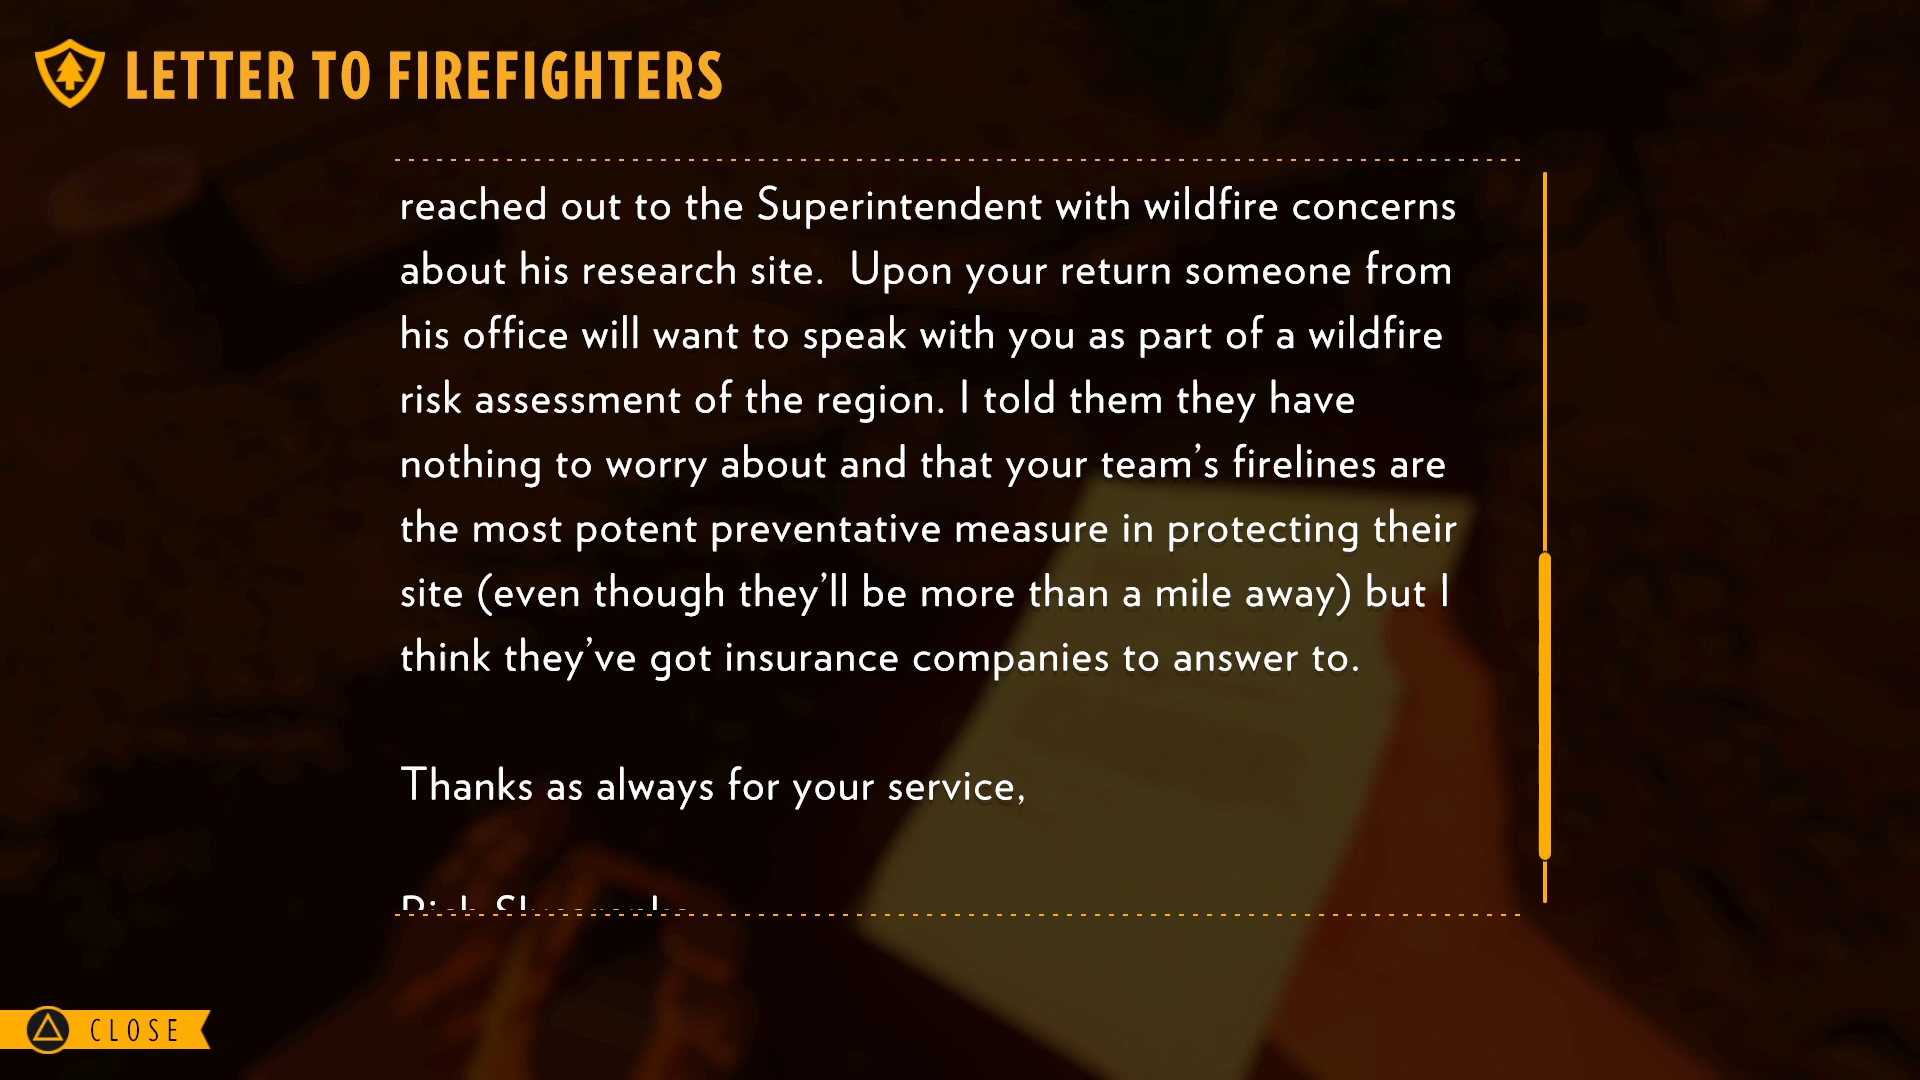 LETTER TO FIREFIGHTERS
reached out to the Superintendent with wildfire concerns
about his research site.  Upon your return someone from
his office will want to speak with you as part of a wildfire
risk assessment of the region. I told them they have
nothing to worry about and that your team’s firelines are
the most potent preventative measure in protecting their
site (even though they’ll be more than a mile away) but I
think they’ve got insurance companies to answer to.
Thanks as always for your service,
CLOSE